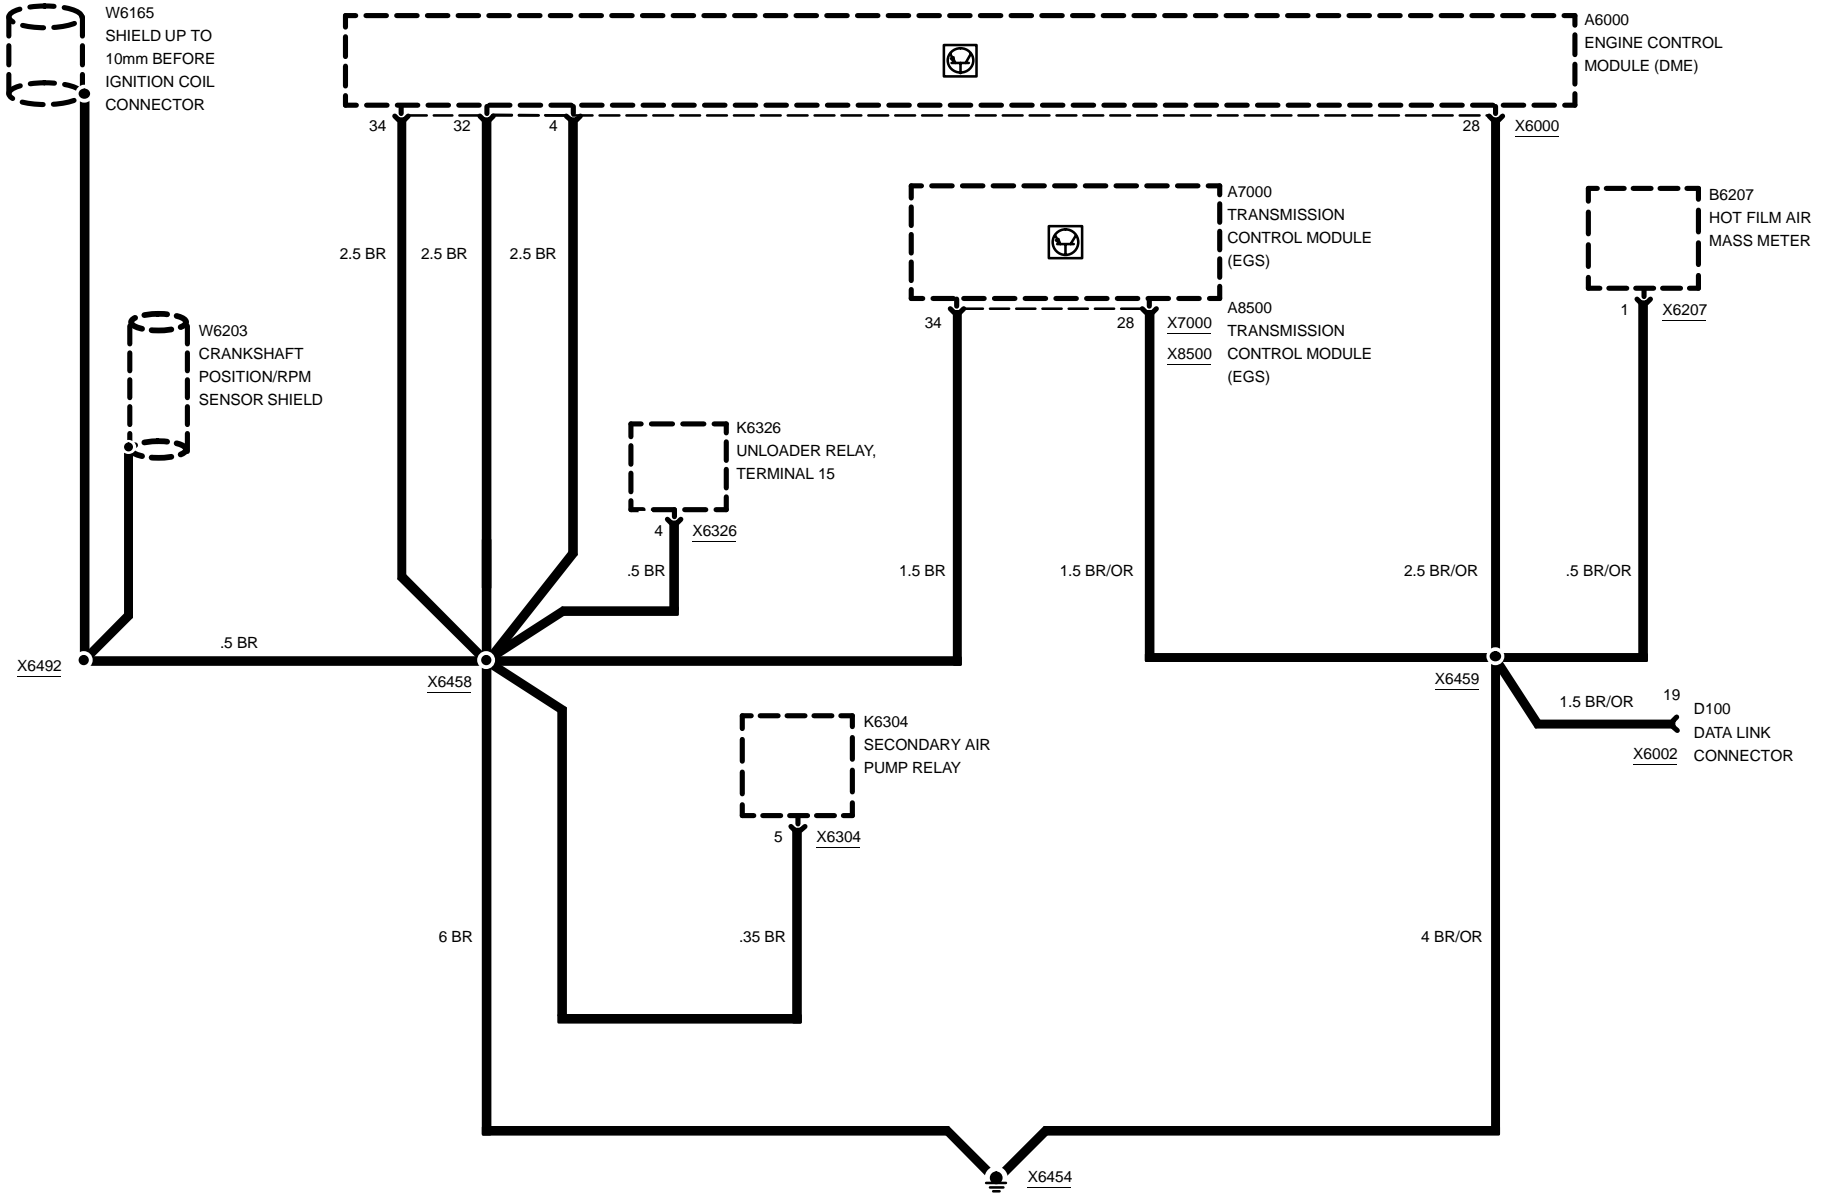 W6165
SHIELD UP TO
10mm BEFORE
IGNITION COIL
CONNECTOR
A6000
ENGINE CONTROL
MODULE (DME)
34
32
4
28
X6000
A7000
TRANSMISSION
CONTROL MODULE
(EGS)
B6207
HOT FILM AIR
MASS METER
2.5 BR
2.5 BR
2.5 BR
34
28
X7000
X8500
A8500
TRANSMISSION
CONTROL MODULE
(EGS)
1
X6207
W6203
CRANKSHAFT
POSITION/RPM
SENSOR SHIELD
K6326
UNLOADER RELAY,
TERMINAL 15
4
X6326
.5 BR
1.5 BR
1.5 BR/OR
2.5 BR/OR
.5 BR/OR
.5 BR
X6492
X6458
X6459
1.5 BR/OR
19
D100
DATA LINK
CONNECTOR
X6002
K6304
SECONDARY AIR
PUMP RELAY
5
X6304
6 BR
.35 BR
4 BR/OR
X6454